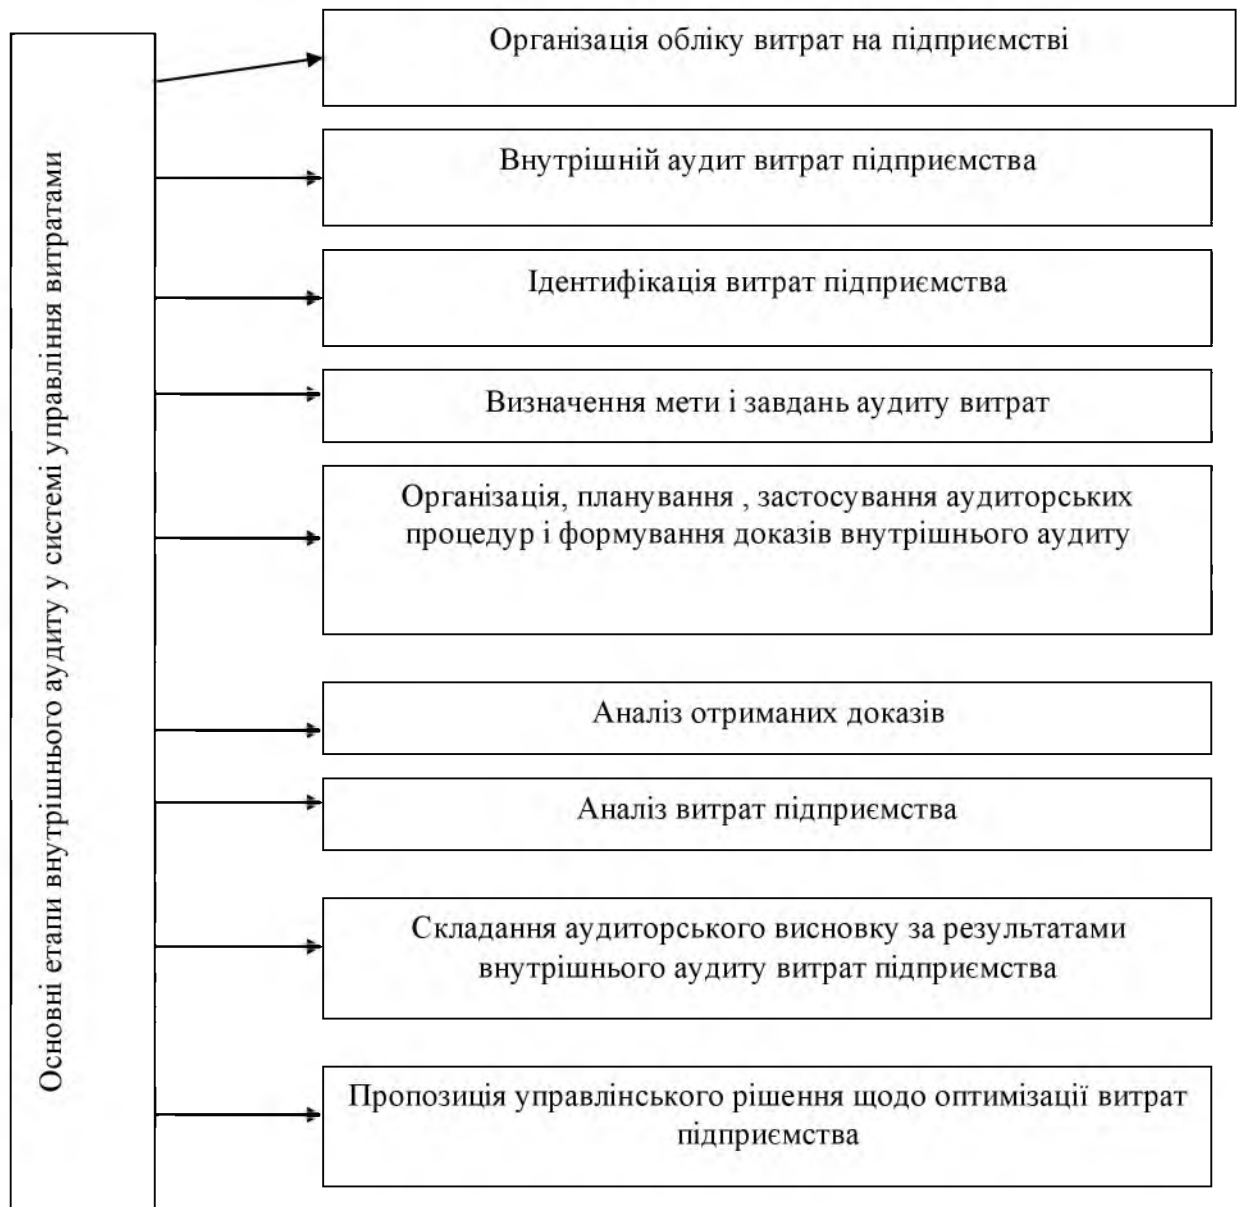 Основні етапи внутрішнього аудиту у системі управління витратами
Організація обліку витрат на підприємстві
Внутрішній аудит витрат підприємства
Ідентифікація витрат підприємства
Визначення мети і завдань аудиту витрат
Організація, планування , застосування аудиторських
процедур і формування доказів внутрішнього аудиту
Аналіз отриманих доказів
Аналіз витрат підприємства
Складання аудиторського висновку за результатами
внутрішнього аудиту витрат підприємства
Пропозиція управлінського рішення щодо оптимізації витрат
підприємства